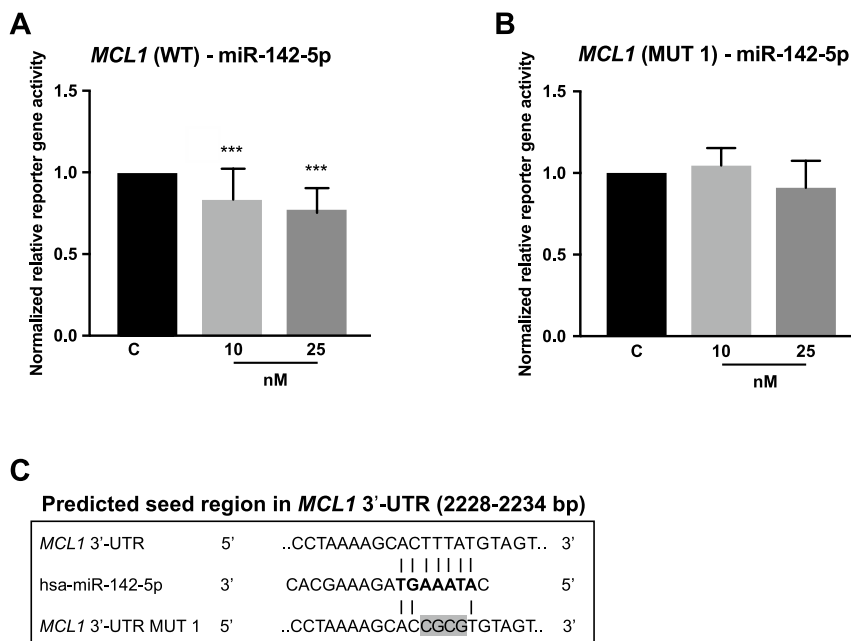 A
MCL1 (WT) - miR-142-5p
Normalized relative reporter gene activity
1.5
1.0
0.5
0.0
***
***
C 10 25
nM
B
MCL1 (MUT 1) - miR-142-5p
Normalized relative reporter gene activity
1.5
1.0
0.5
0.0
C 10 25
nM
C
Predicted seed region in MCL1 3’-UTR (2228-2234 bp)
MCL1 3’-UTR 5’ ..CCTAAAAGCACTTTATGTAGT.. 3’
hsa-miR-142-5p 3’ CACGAAAGATGAAATAC 5’
MCL1 3’-UTR MUT 1 5’ ..CCTAAAAGCACCGCGTGTAGT.. 3’